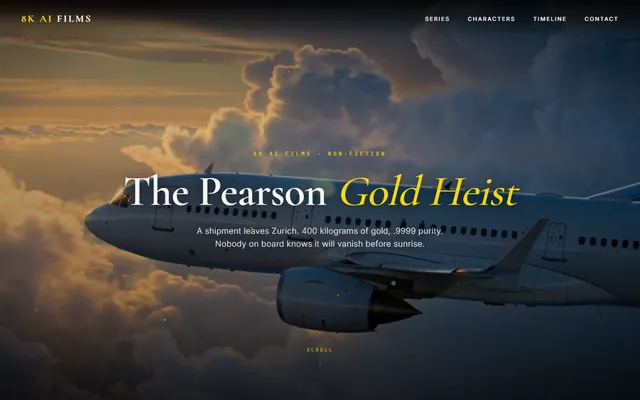 8K AI FILMS
SERIES CHARACTERS TIMELINE CONTACT
8K AI FILMS · NON-FICTION
The Pearson Gold Heist
A shipment leaves Zurich. 400 kilograms of gold, .9999 purity.
Nobody on board knows it will vanish before sunrise.
SCROLL